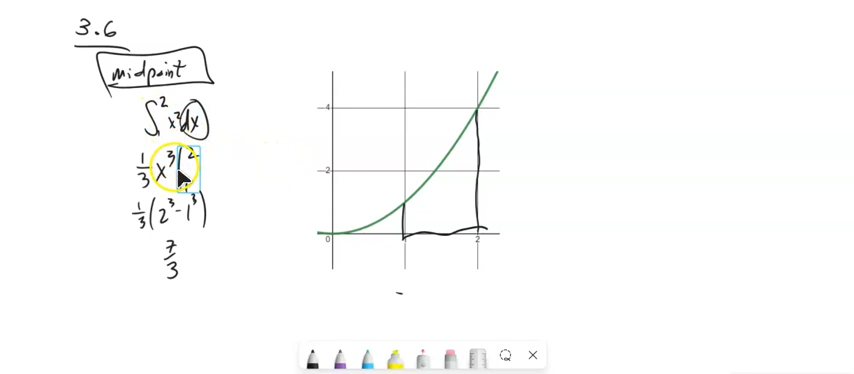 3.6
midpoint
∫₁² x² dx
1/3 x³ |₁²
1/3 (2³ - 1³)
7/3
4
2
0
2